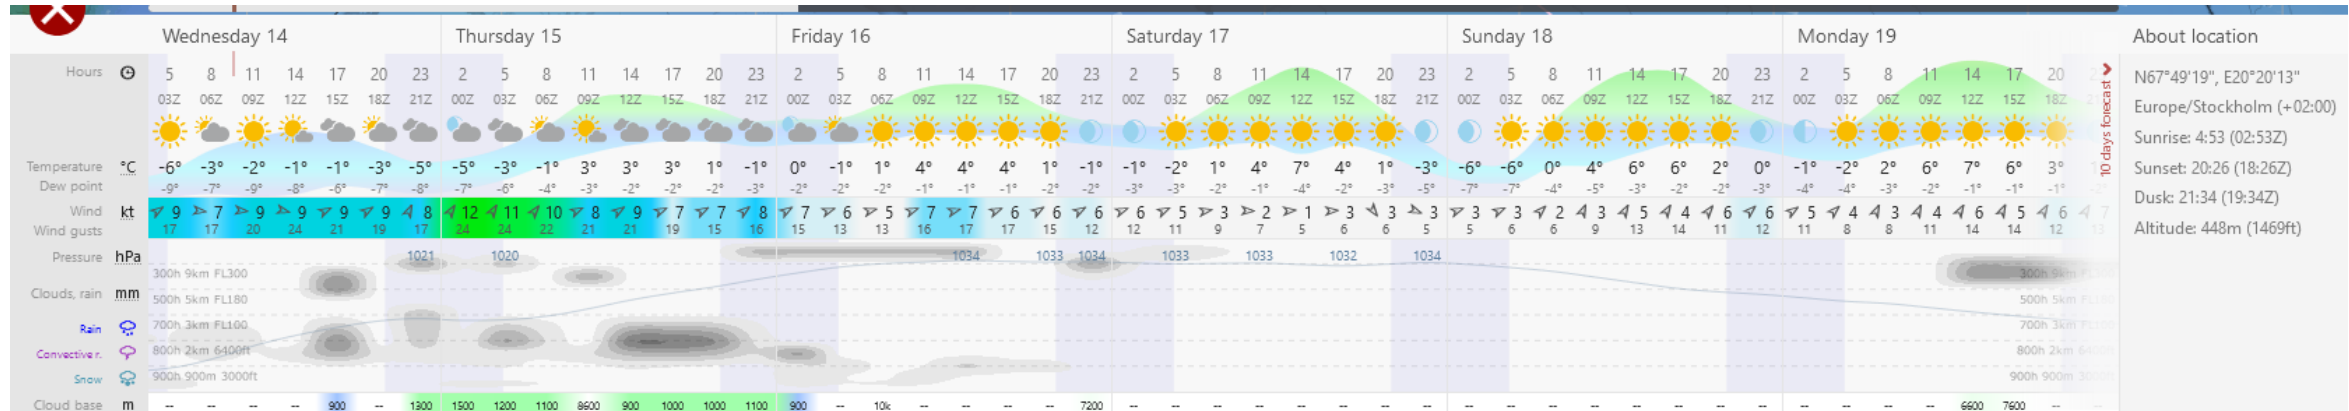 Wednesday 14 Thursday 15 Friday 16 Saturday 17 Sunday 18 Monday 19 About location
Hours 5 8 11 14 17 20 23 2 5 8 11 14 17 20 23 2 5 8 11 14 17 20 23 2 5 8 11 14 17 20 23 2 5 8 11 14 17 20 23 2 5 8 11 14 17 20
03Z 06Z 09Z 12Z 15Z 18Z 21Z 00Z 03Z 06Z 09Z 12Z 15Z 18Z 21Z 00Z 03Z 06Z 09Z 12Z 15Z 18Z 21Z 00Z 03Z 06Z 09Z 12Z 15Z 18Z 21Z 00Z 03Z 06Z 09Z 12Z 15Z 18Z 21Z 00Z 03Z 06Z 09Z 12Z 15Z 18Z
10 days forecast
Temperature °C -6° -3° -2° -1° -1° -3° -5° -5° -3° -1° 3° 3° 3° 1° -1° 0° -1° 1° 4° 4° 4° 1° -1° -1° -2° 1° 4° 7° 4° 1° -3° -6° -6° 0° 4° 6° 6° 2° 0° -1° -2° 2° 6° 7° 6° 3°
Dew point -9° -7° -9° -8° -6° -7° -8° -7° -6° -4° -3° -2° -2° -2° -3° -2° -2° -2° -1° -1° -1° -2° -2° -3° -3° -2° -1° -4° -2° -3° -5° -7° -7° -4° -5° -3° -2° -2° -3° -4° -3° -2° -1° -1° -1° -1°
Wind kt 9 7 9 9 9 9 8 12 11 10 8 9 7 7 8 7 6 5 7 7 6 6 6 6 5 3 2 1 3 3 3 3 3 2 3 5 4 4 6 5 4 3 4 6 5 6 7
Wind gusts 17 17 20 24 21 19 17 24 24 22 21 21 19 15 16 15 13 13 16 17 17 15 12 12 11 9 7 5 6 6 5 5 6 6 9 13 14 11 12 11 8 8 11 14 14 12 13
Pressure hPa 1021 1020 1034 1033 1034 1033 1033 1032 1034
300h 9km FL300
Clouds, rain mm
500h 5km FL180 500h 5km
Rain 700h 3km FL100 700h 3km
Convective r. 800h 2km 6400ft 800h 2km
Snow 900h 900m 3000ft 900h 900m
Cloud base m -- -- -- -- 900 -- 1300 1500 1200 1100 8600 900 1000 1000 1100 900 -- 10k -- -- -- -- 7200 -- -- -- -- -- -- -- -- -- -- -- -- -- -- -- -- -- -- -- -- 6600 7600 -- --
N67°49'19", E20°20'13"
Europe/Stockholm (+02:00)
Sunrise: 4:53 (02:53Z)
Sunset: 20:26 (18:26Z)
Dusk: 21:34 (19:34Z)
Altitude: 448m (1469ft)